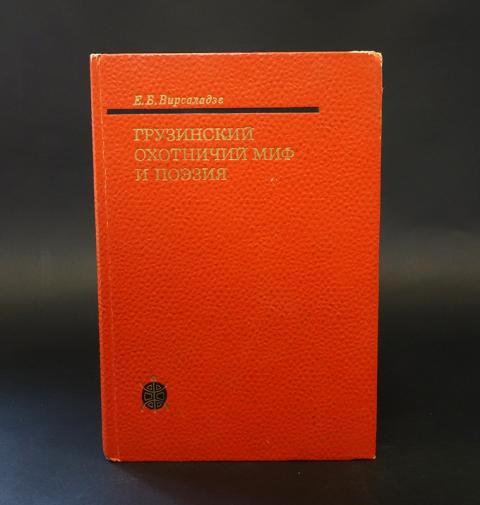 Е. Б. Вирсаладзе
ГРУЗИНСКИЙ
ОХОТНИЧИЙ МИФ
И ПОЭЗИЯ